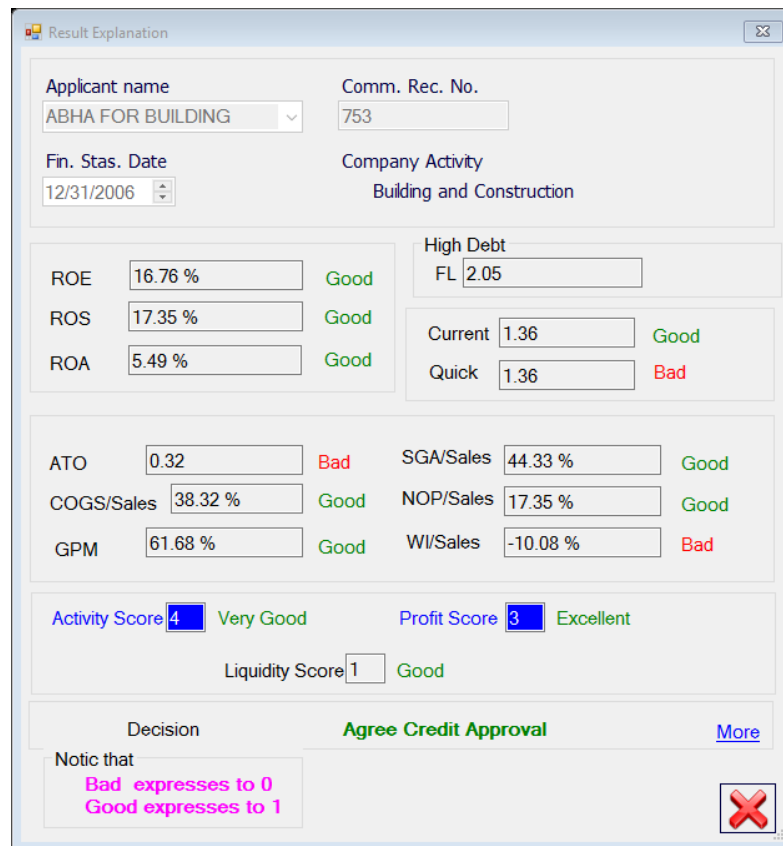 Result Explanation
Applicant name
Comm. Rec. No.
ABHA FOR BUILDING
753
Fin. Stas. Date
Company Activity
12/31/2006
Building and Construction
ROE 16.76 % Good
ROS 17.35 % Good
ROA 5.49 % Good
High Debt
FL 2.05
Current 1.36 Good
Quick 1.36 Bad
ATO 0.32 Bad
COGS/Sales 38.32 % Good
GPM 61.68 % Good
SGA/Sales 44.33 % Good
NOP/Sales 17.35 % Good
WI/Sales -10.08 % Bad
Activity Score 4 Very Good
Profit Score 3 Excellent
Liquidity Score 1 Good
Decision Agree Credit Approval More
Notic that
Bad expresses to 0
Good expresses to 1